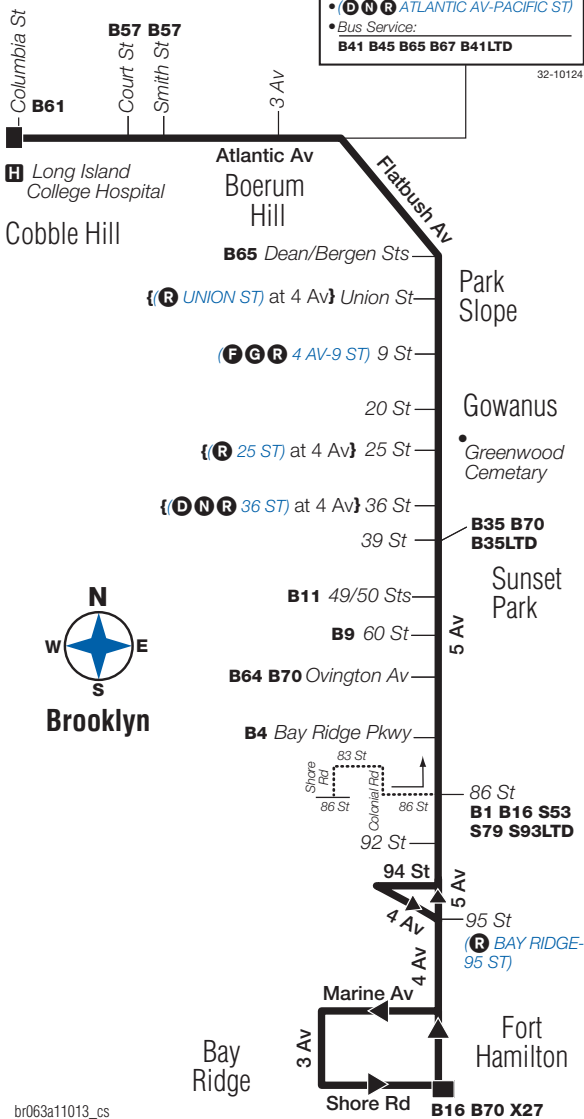 (D N R ATLANTIC AV-PACIFIC ST)
• Bus Service:
B41 B45 B65 B67 B41LTD
32-10124
Columbia St
B61
B57 B57
Court St
Smith St
3 Av
H Long Island
College Hospital
Atlantic Av
Boerum
Hill
Flatbush Av
Cobble Hill
B65 Dean/Bergen Sts
Park
Slope
{(R UNION ST) at 4 Av} Union St
(F G R 4 AV-9 ST) 9 St
20 St
Gowanus
{(R 25 ST) at 4 Av} 25 St
• Greenwood
Cemetary
{(D N R 36 ST) at 4 Av} 36 St
39 St
B35 B70
B35LTD
B11 49/50 Sts
Sunset
Park
B9 60 St
5 Av
N
W E
S
Brooklyn
B64 B70 Ovington Av
B4 Bay Ridge Pkwy
83 St
Shore
Rd
Colonial Rd
86 St
86 St
86 St
B1 B16 S53
S79 S93LTD
92 St
94 St
5 Av
4 Av
95 St
(R BAY RIDGE-
95 ST)
4 Av
Marine Av
3 Av
Bay
Ridge
Fort
Hamilton
Shore Rd
B16 B70 X27
br063a11013_cs